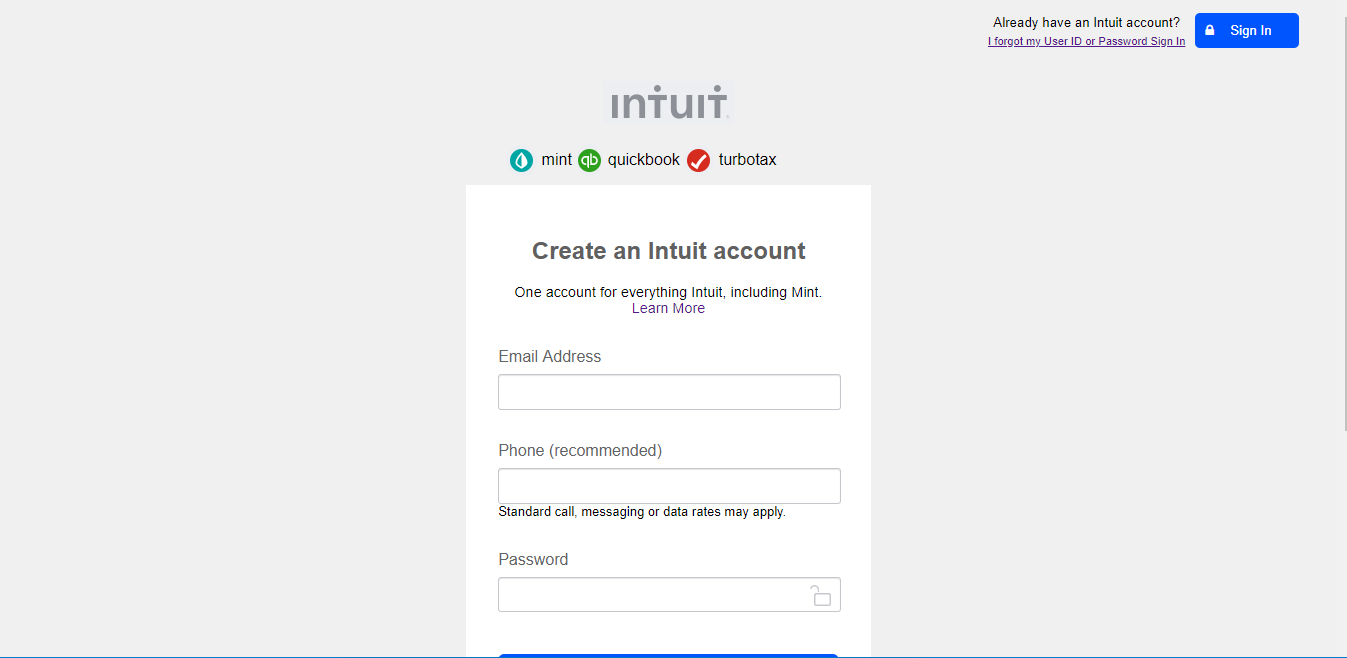 Already have an Intuit account?
Sign In
I forgot my User ID or Password Sign In
intuit
mint qb quickbook turbotax
Create an Intuit account
One account for everything Intuit, including Mint.
Learn More
Email Address
Phone (recommended)
Standard call, messaging or data rates may apply.
Password